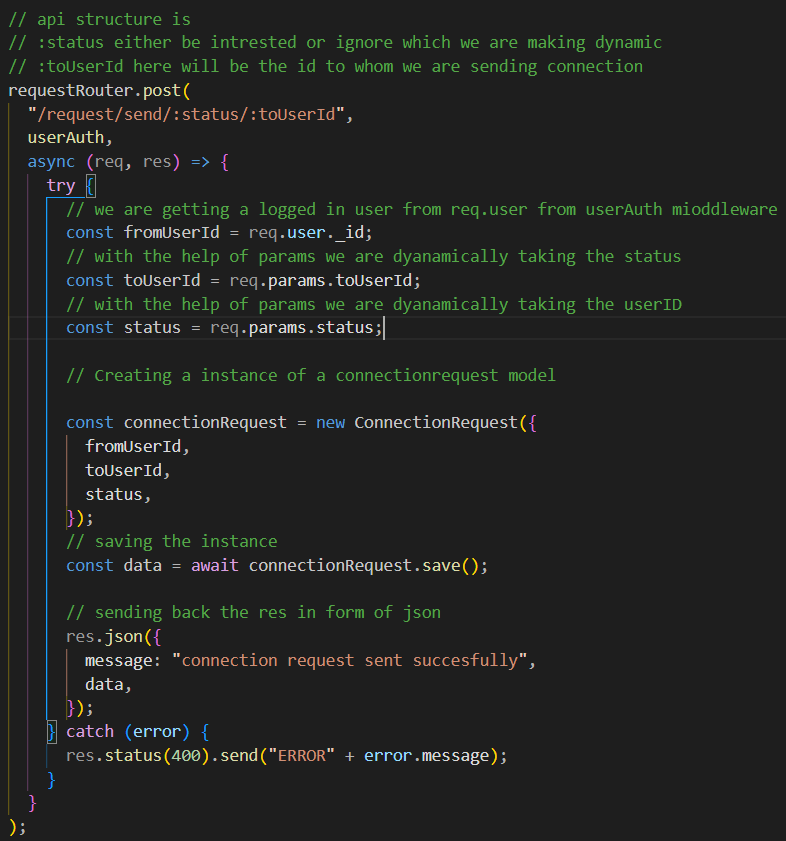 // api structure is
// :status either be intrested or ignore which we are making dynamic
// :toUserId here will be the id to whom we are sending connection
requestRouter.post(
  "/request/send/:status/:toUserId",
  userAuth,
  async (req, res) => {
    try {
      // we are getting a logged in user from req.user from userAuth mioddleware
      const fromUserId = req.user._id;
      // with the help of params we are dyanamically taking the status
      const toUserId = req.params.toUserId;
      // with the help of params we are dyanamically taking the userID
      const status = req.params.status;

      // Creating a instance of a connectionrequest model

      const connectionRequest = new ConnectionRequest({
        fromUserId,
        toUserId,
        status,
      });
      // saving the instance
      const data = await connectionRequest.save();

      // sending back the res in form of json
      res.json({
        message: "connection request sent succesfully",
        data,
      });
    } catch (error) {
      res.status(400).send("ERROR" + error.message);
    }
  }
);